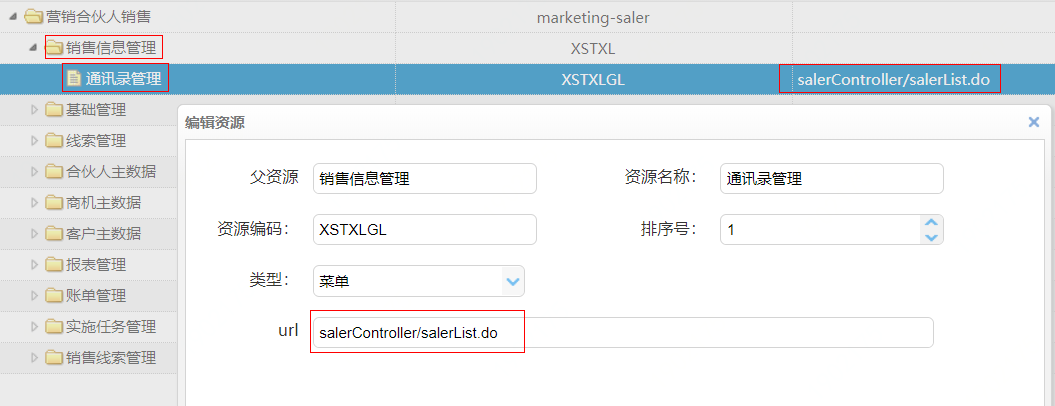 营销合伙人销售 marketing-saler
销售信息管理 XSTXL
通讯录管理 XSTXLGL salerController/salerList.do
基础管理
线索管理
合伙人主数据
商机主数据
客户主数据
报表管理
账单管理
实施任务管理
销售线索管理
编辑资源
父资源 销售信息管理 资源名称： 通讯录管理
资源编码： XSTXLGL 排序号： 1
类型： 菜单
url salerController/salerList.do